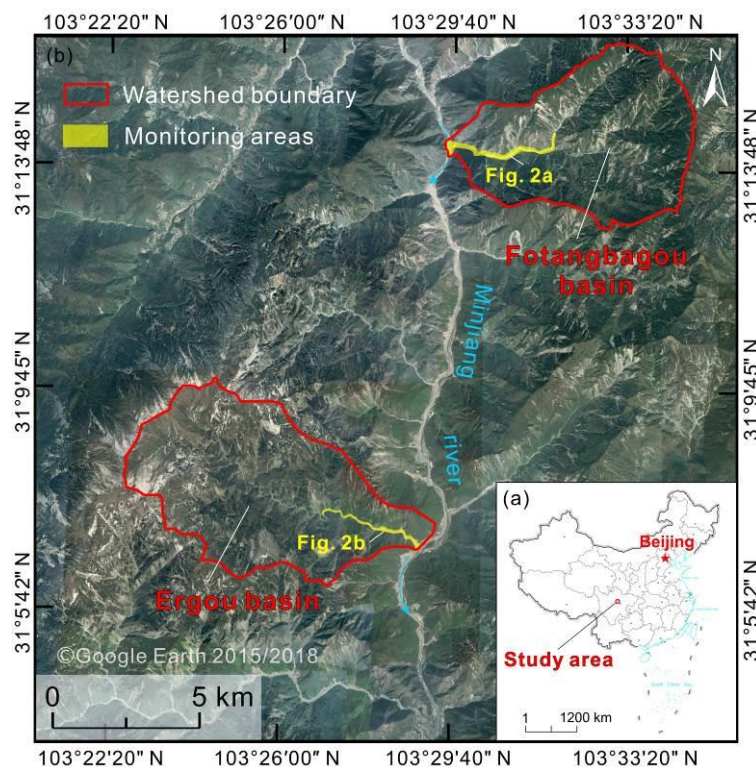 103°22'20" N 103°26'00" N 103°29'40" N 103°33'20" N
(b)
N
Watershed boundary
Monitoring areas
31°13'48" N
31°13'48" N
Fig. 2a
Fotangbagou
basin
Minjiang
river
31°9'45" N
31°9'45" N
Fig. 2b
Ergou basin
31°5'42" N
31°5'42" N
©Google Earth 2015/2018
0 5 km
(a)
Beijing
Study area
1 1200 km
103°22'20" N 103°26'00" N 103°29'40" N 103°33'20" N